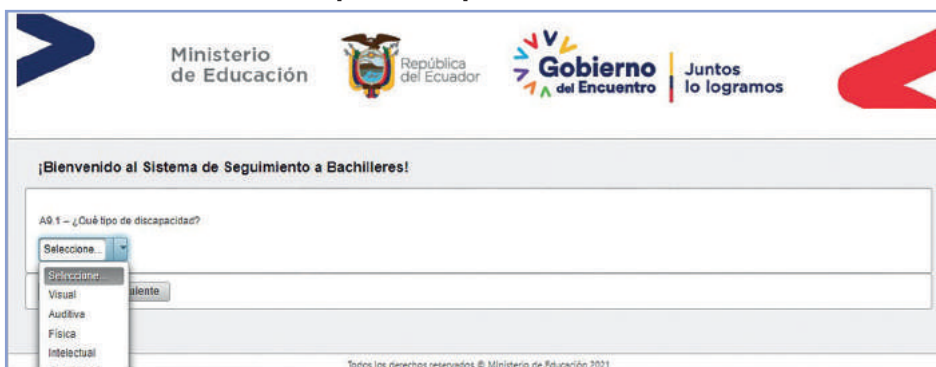 Ministerio
de Educación
República
del Ecuador
Gobierno
del Encuentro
Juntos
lo logramos
¡Bienvenido al Sistema de Seguimiento a Bachilleres!
A9.1 – ¿Qué tipo de discapacidad?
Seleccione...
Seleccione...
Visual
Auditiva
Física
Intelectual
Todos los derechos reservados © Ministerio de Educación 2021